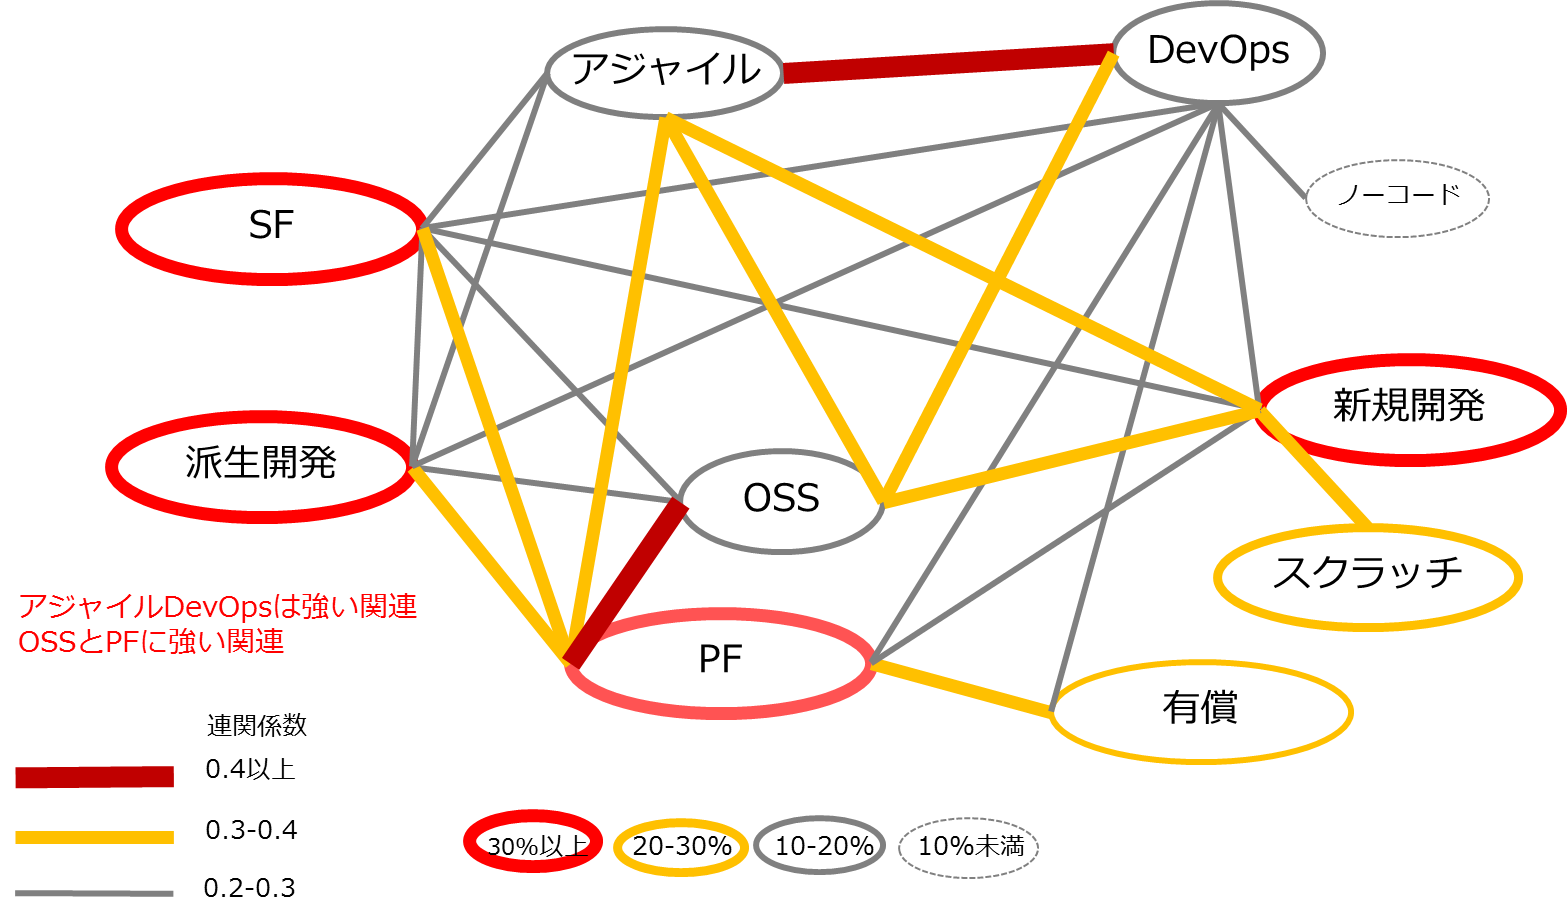 アジャイル
DevOps
ノーコード
SF
新規開発
派生開発
OSS
スクラッチ
アジャイルDevOpsは強い関連
OSSとPFに強い関連
PF
有償
連関係数
0.4以上
0.3-0.4
0.2-0.3
30%以上
20-30%
10-20%
10%未満